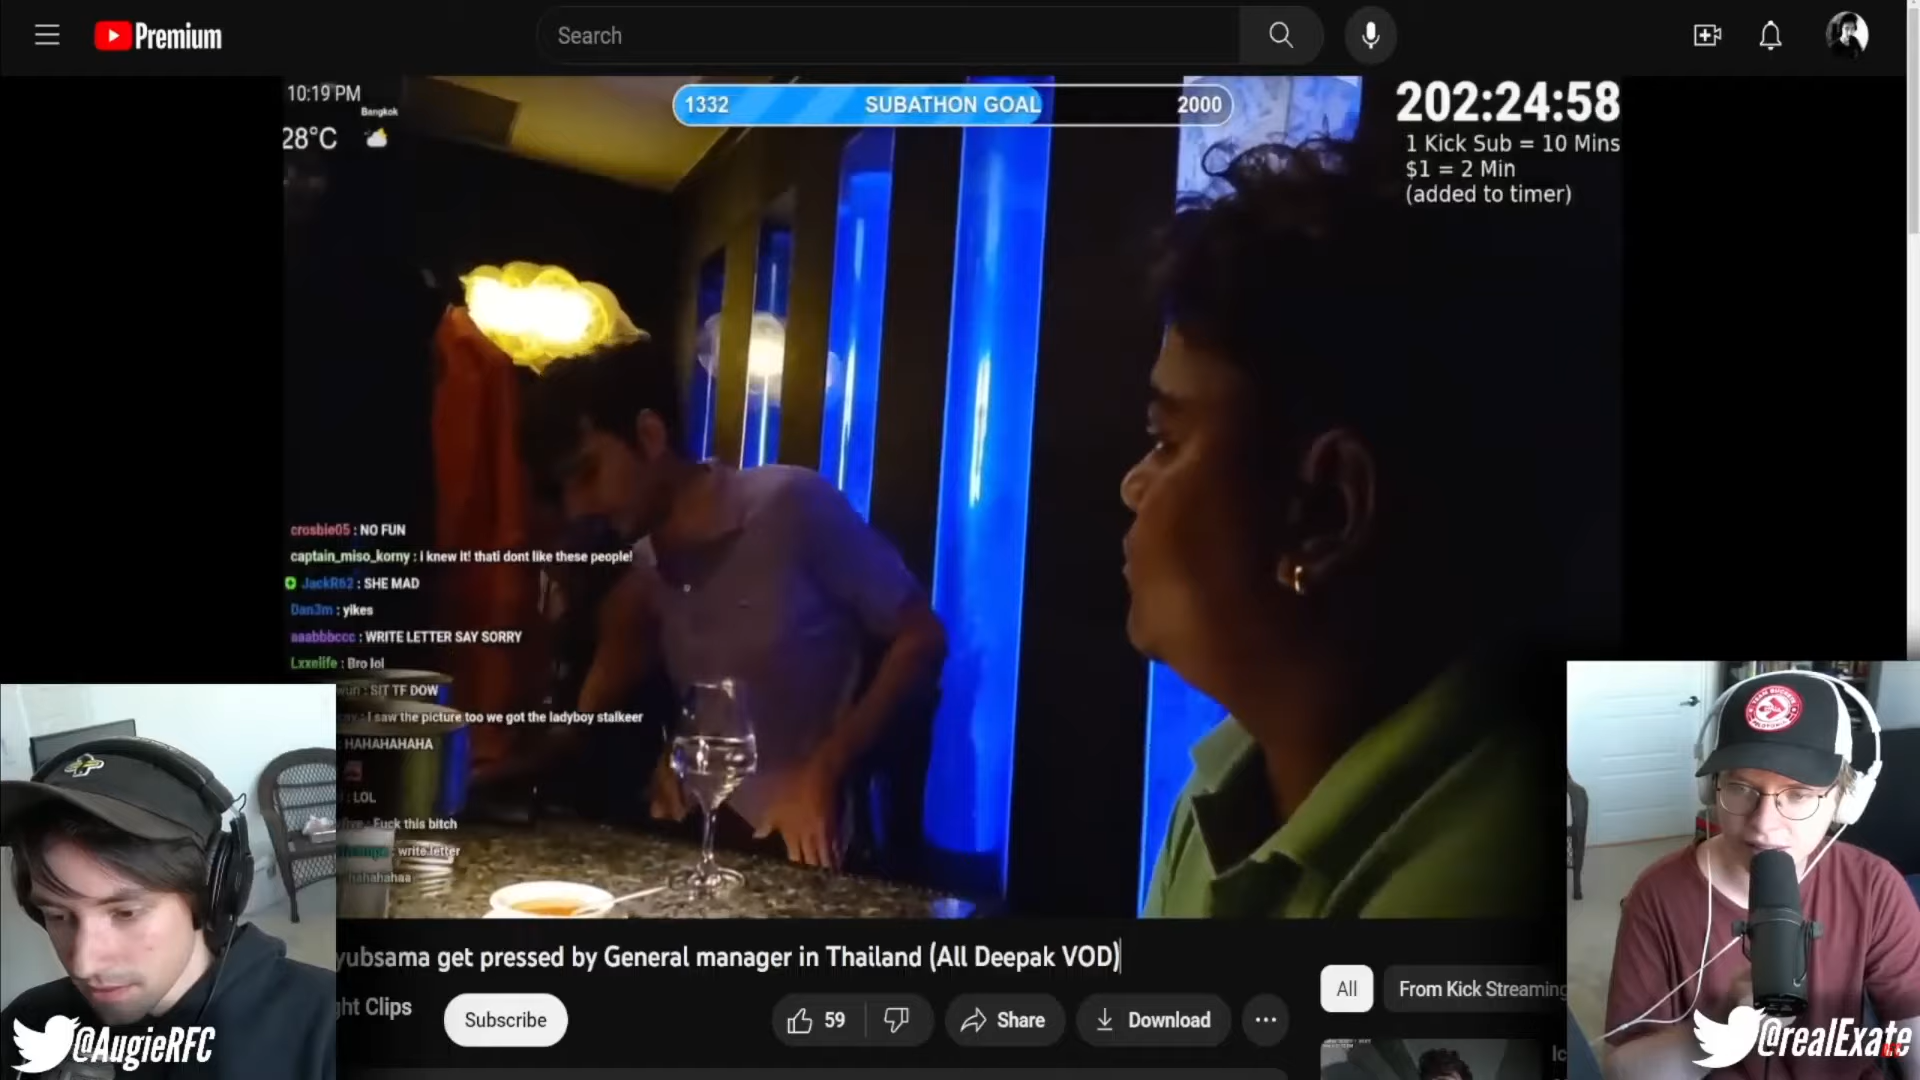 Premium
Search
10:19 PM
Bangkok
28°C
1332 SUBATHON GOAL 2000
202:24:58
1 Kick Sub = 10 Mins
$1 = 2 Min
(added to timer)
crosbie05 : NO FUN
captain_miso_korny : i knew it! thati dont like these people!
JackR62 : SHE MAD
Dan3m : yikes
aaabbbccc : WRITE LETTER SAY SORRY
Lxxelife : Bro lol
: SIT TF DOW
: I saw the picture too we got the ladyboy stalkeer
: HAHAHAHAHA
: LOL
: Fuck this bitch
: write letter
hahahahaa
yubsama get pressed by General manager in Thailand (All Deepak VOD)
ght Clips
Subscribe
59
Share
Download
All
From Kick Streaming
@AugieRFC
@realExate